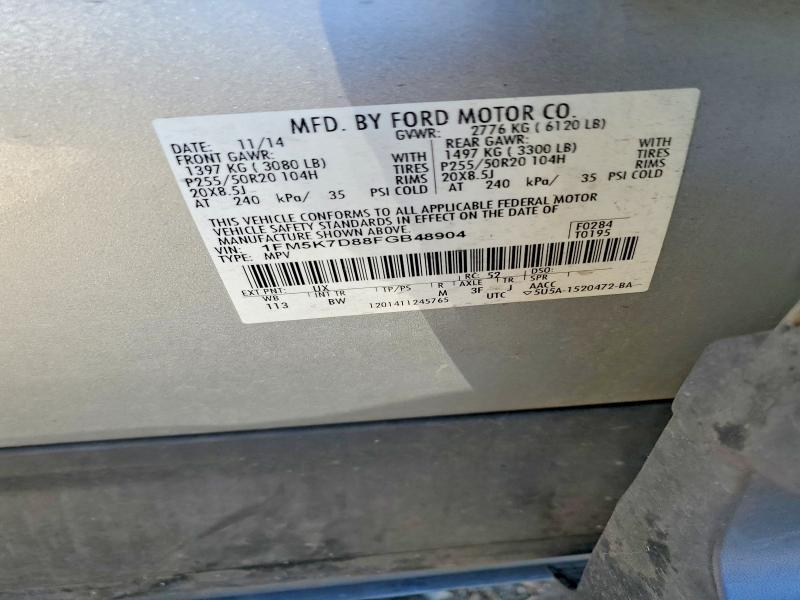 MFD. BY FORD MOTOR CO.
DATE: 11/14 GVWR: 2776 KG ( 6120 LB)
FRONT GAWR: WITH REAR GAWR: WITH
1397 KG ( 3080 LB) TIRES 1497 KG ( 3300 LB) TIRES
P255/50R20 104H RIMS P255/50R20 104H RIMS
20X8.5J 20X8.5J
AT 240 kPa/ 35 PSI COLD AT 240 kPa/ 35 PSI COLD
THIS VEHICLE CONFORMS TO ALL APPLICABLE FEDERAL MOTOR
VEHICLE SAFETY STANDARDS IN EFFECT ON THE DATE OF
MANUFACTURE SHOWN ABOVE.
VIN: 1FM5K7D88FGB48904 F0284
TYPE: MPV T0195
EXT PNT: UX RC: 52 DSO:
WB INT TR TP/PS R AXLE TR SPR
113 BW M 3F J AACC
1201411245765 UTC ▽5U5A-1520472-BA